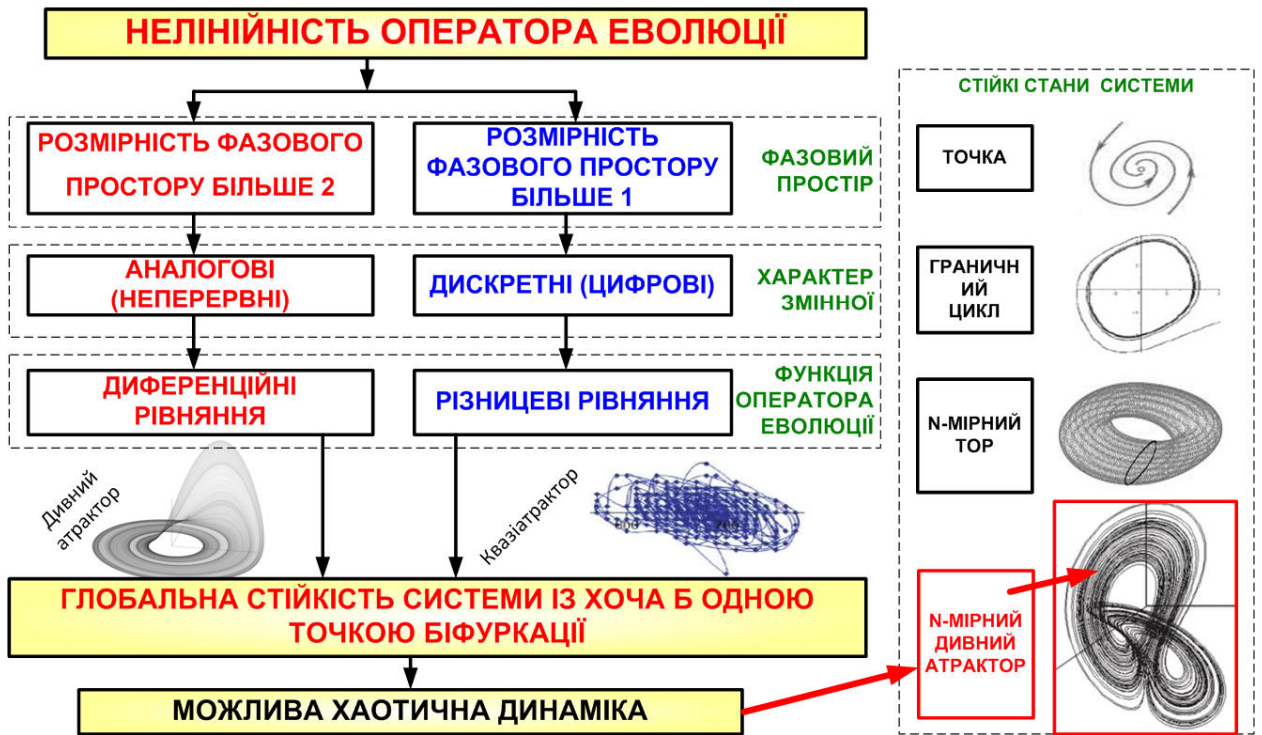 НЕЛІНІЙНІСТЬ ОПЕРАТОРА ЕВОЛЮЦІЇ
РОЗМІРНІСТЬ ФАЗОВОГО
ПРОСТОРУ БІЛЬШЕ 2
РОЗМІРНІСТЬ
ФАЗОВОГО ПРОСТОРУ
БІЛЬШЕ 1
ФАЗОВИЙ
ПРОСТІР
АНАЛОГОВІ
(НЕПЕРЕРВНІ)
ДИСКРЕТНІ (ЦИФРОВІ)
ХАРАКТЕР
ЗМІННОЇ
ДИФЕРЕНЦІЙНІ
РІВНЯННЯ
РІЗНИЦЕВІ РІВНЯННЯ
ФУНКЦІЯ
ОПЕРАТОРА
ЕВОЛЮЦІЇ
Дивний
атрактор
Квазіатрактор
ГЛОБАЛЬНА СТІЙКІСТЬ СИСТЕМИ ІЗ ХОЧА Б ОДНОЮ
ТОЧКОЮ БІФУРКАЦІЇ
МОЖЛИВА ХАОТИЧНА ДИНАМІКА
СТІЙКІ СТАНИ СИСТЕМИ
ТОЧКА
ГРАНИЧН
ИЙ
ЦИКЛ
N-МІРНИЙ
ТОР
N-МІРНИЙ
ДИВНИЙ
АТРАКТОР